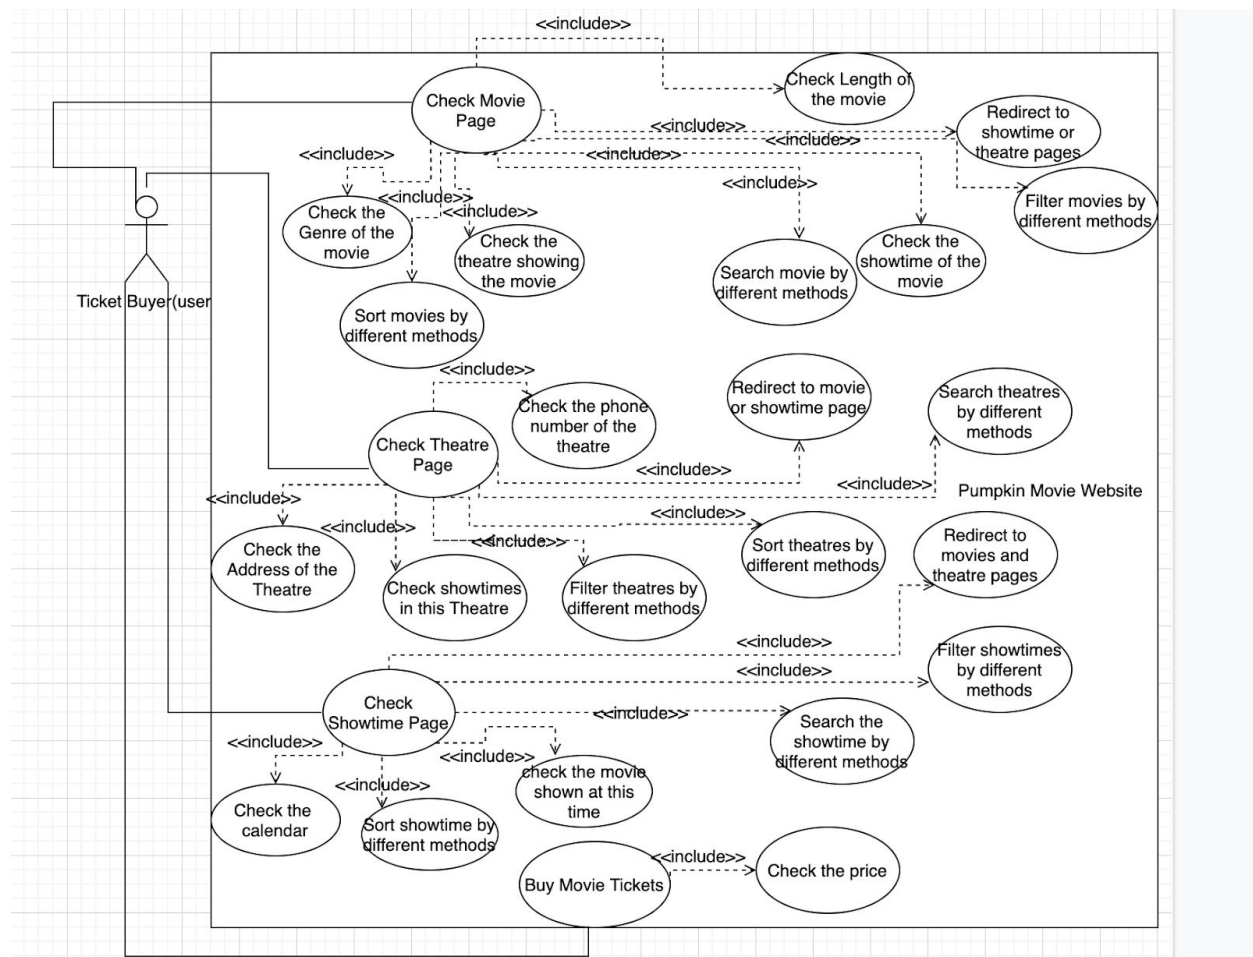 <<include>>
Check Length of
the movie
Check Movie
Page
Redirect to
showtime or
theatre pages
<<include>>
<<include>>
<<include>>
<<include>>
<<include>>
<<include>>
<<include>>
Check the
Genre of the
movie
Check the
theatre showing
the movie
Filter movies by
different methods
Check the
showtime of the
movie
Search movie by
different methods
Ticket Buyer(user
Sort movies by
different methods
<<include>>
Check the phone
number of the
theatre
Redirect to movie
or showtime page
Search theatres
by different
methods
Check Theatre
Page
<<include>>
<<include>>
Pumpkin Movie Website
<<include>>
<<include>>
<<include>>
<<include>>
Check the
Address of the
Theatre
Check showtimes
in this Theatre
Filter theatres by
different methods
Sort theatres by
different methods
Redirect to
movies and
theatre pages
<<include>>
<<include>>
Filter showtimes
by different
methods
Check
Showtime Page
<<include>>
Search the
showtime by
different methods
<<include>>
<<include>>
<<include>>
check the movie
shown at this
time
Check the
calendar
Sort showtime by
different methods
<<include>>
Buy Movie Tickets
Check the price